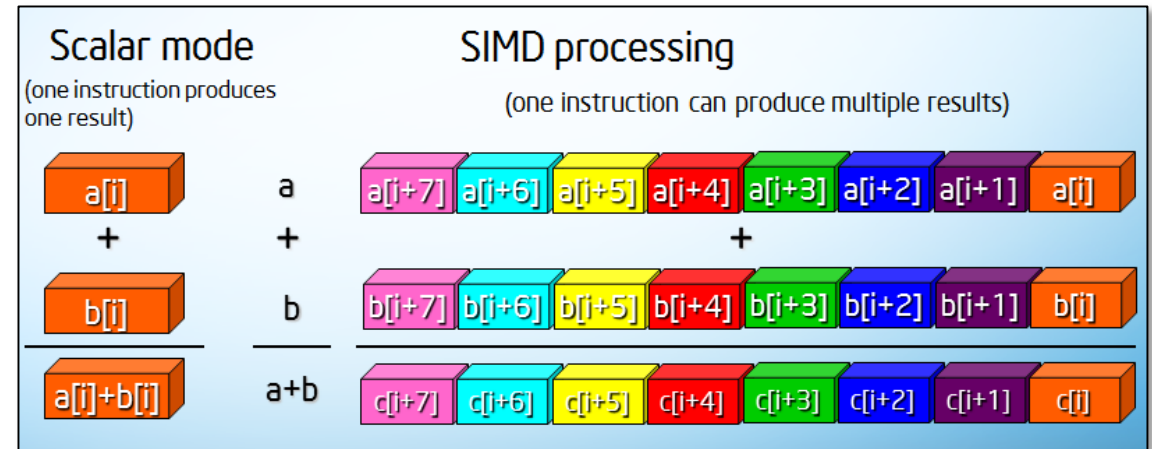 Scalar mode
SIMD processing
(one instruction produces
one result)
(one instruction can produce multiple results)
a[i] a a[i+7] a[i+6] a[i+5] a[i+4] a[i+3] a[i+2] a[i+1] a[i]
+ + +
b[i] b b[i+7] b[i+6] b[i+5] b[i+4] b[i+3] b[i+2] b[i+1] b[i]
a[i]+b[i] a+b c[i+7] c[i+6] c[i+5] c[i+4] c[i+3] c[i+2] c[i+1] c[i]